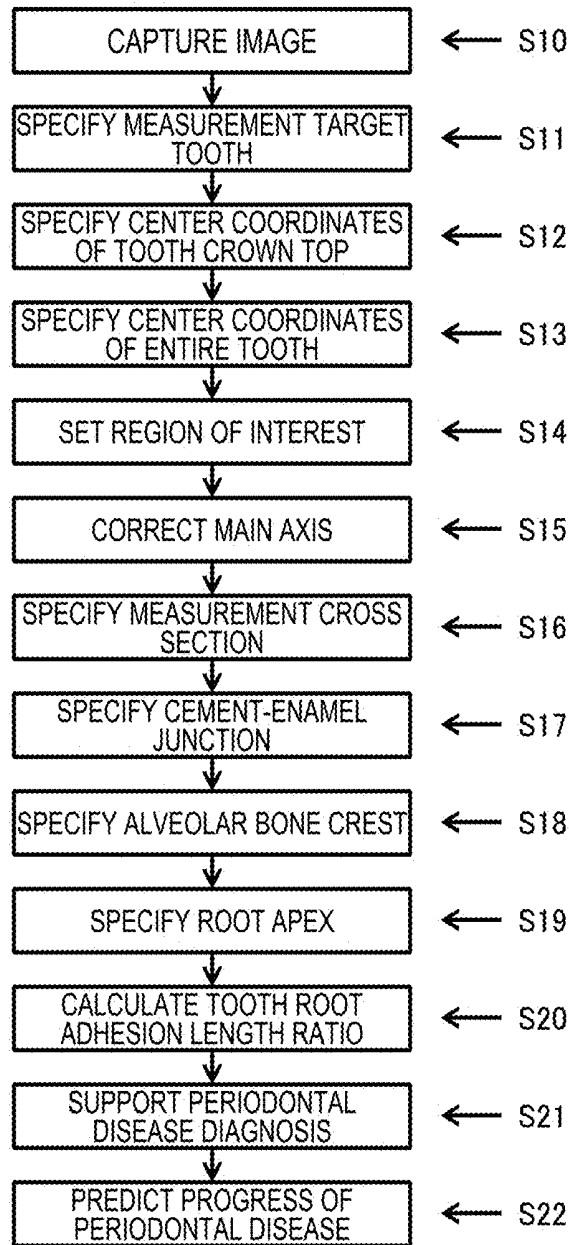 CAPTURE IMAGE
S10
SPECIFY MEASUREMENT TARGET
TOOTH
S11
SPECIFY CENTER COORDINATES
OF TOOTH CROWN TOP
S12
SPECIFY CENTER COORDINATES
OF ENTIRE TOOTH
S13
SET REGION OF INTEREST
S14
CORRECT MAIN AXIS
S15
SPECIFY MEASUREMENT CROSS
SECTION
S16
SPECIFY CEMENT-ENAMEL
JUNCTION
S17
SPECIFY ALVEOLAR BONE CREST
S18
SPECIFY ROOT APEX
S19
CALCULATE TOOTH ROOT
ADHESION LENGTH RATIO
S20
SUPPORT PERIODONTAL
DISEASE DIAGNOSIS
S21
PREDICT PROGRESS OF
PERIODONTAL DISEASE
S22